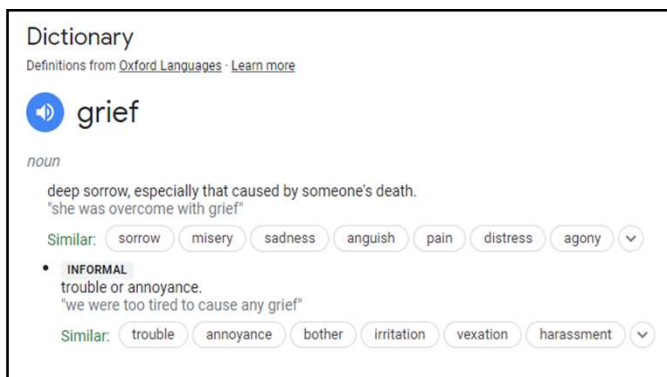 Dictionary
Definitions from Oxford Languages · Learn more
grief
noun
deep sorrow, especially that caused by someone's death.
"she was overcome with grief"
Similar: sorrow misery sadness anguish pain distress agony
• INFORMAL
trouble or annoyance.
"we were too tired to cause any grief"
Similar: trouble annoyance bother irritation vexation harassment